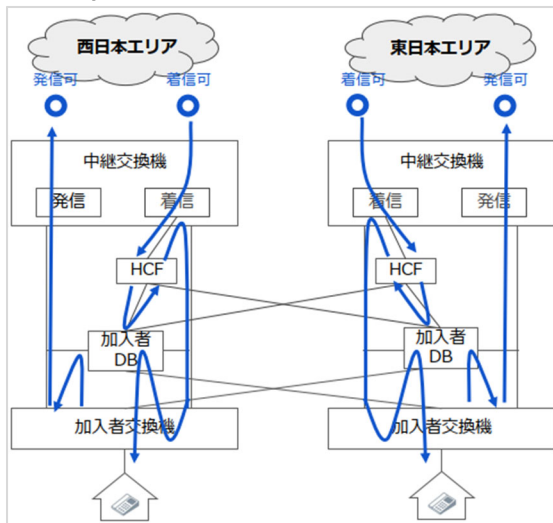 西日本エリア
東日本エリア
発信可
着信可
着信可
発信可
中継交換機
中継交換機
発信
着信
着信
発信
HCF
HCF
加入者
DB
加入者
DB
加入者交換機
加入者交換機